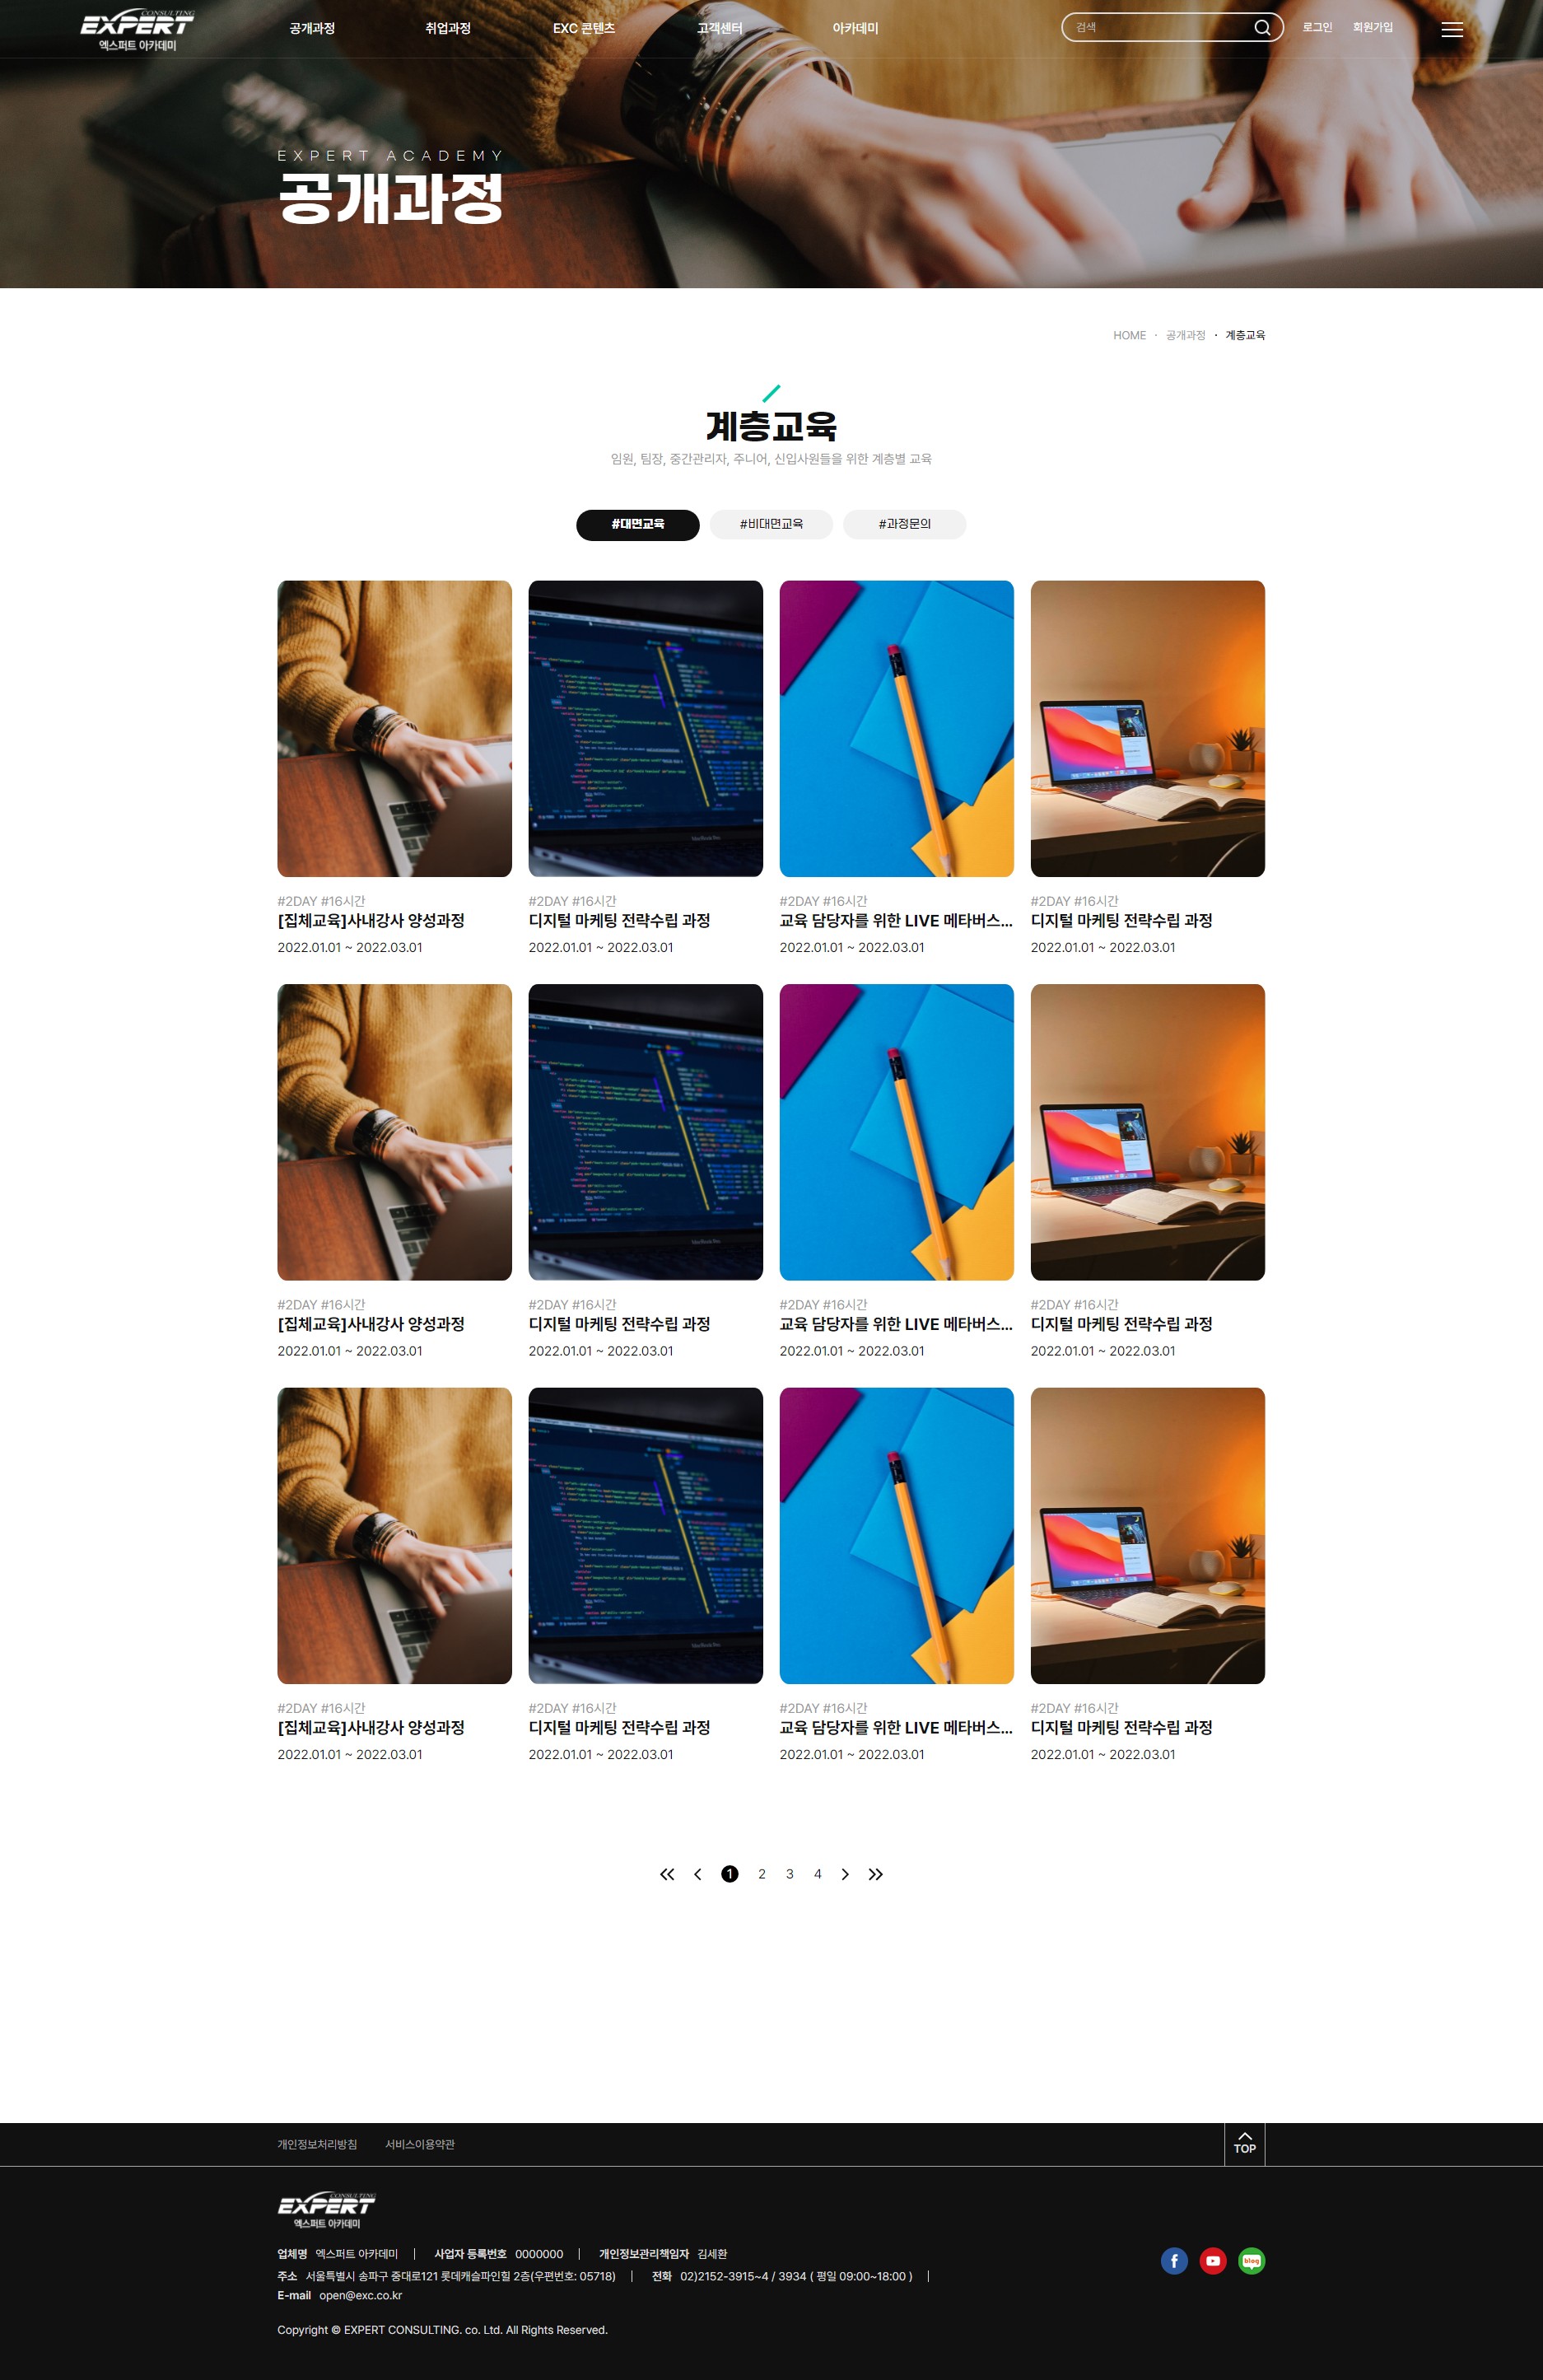 CONSULTING
EXPERT
엑스퍼트 아카데미
공개과정 취업과정 EXC 콘텐츠 고객센터 아카데미
검색 로그인 회원가입
EXPERT ACADEMY
공개과정
HOME · 공개과정 · 계층교육
계층교육
임원, 팀장, 중간관리자, 주니어, 신입사원들을 위한 계층별 교육
#대면교육 #비대면교육 #과정문의
#2DAY #16시간 #2DAY #16시간 #2DAY #16시간 #2DAY #16시간
[집체교육]사내강사 양성과정 디지털 마케팅 전략수립 과정 교육 담당자를 위한 LIVE 메타버스... 디지털 마케팅 전략수립 과정
2022.01.01 ~ 2022.03.01 2022.01.01 ~ 2022.03.01 2022.01.01 ~ 2022.03.01 2022.01.01 ~ 2022.03.01
#2DAY #16시간 #2DAY #16시간 #2DAY #16시간 #2DAY #16시간
[집체교육]사내강사 양성과정 디지털 마케팅 전략수립 과정 교육 담당자를 위한 LIVE 메타버스... 디지털 마케팅 전략수립 과정
2022.01.01 ~ 2022.03.01 2022.01.01 ~ 2022.03.01 2022.01.01 ~ 2022.03.01 2022.01.01 ~ 2022.03.01
#2DAY #16시간 #2DAY #16시간 #2DAY #16시간 #2DAY #16시간
[집체교육]사내강사 양성과정 디지털 마케팅 전략수립 과정 교육 담당자를 위한 LIVE 메타버스... 디지털 마케팅 전략수립 과정
2022.01.01 ~ 2022.03.01 2022.01.01 ~ 2022.03.01 2022.01.01 ~ 2022.03.01 2022.01.01 ~ 2022.03.01
1 2 3 4
개인정보처리방침 서비스이용약관 TOP
CONSULTING
EXPERT
엑스퍼트 아카데미
업체명 엑스퍼트 아카데미 | 사업자 등록번호 0000000 | 개인정보관리책임자 김세환
주소 서울특별시 송파구 중대로121 롯데캐슬파인힐 2층(우편번호: 05718) | 전화 02)2152-3915~4 / 3934 ( 평일 09:00~18:00 ) |
E-mail open@exc.co.kr
blog
Copyright © EXPERT CONSULTING. co. Ltd. All Rights Reserved.